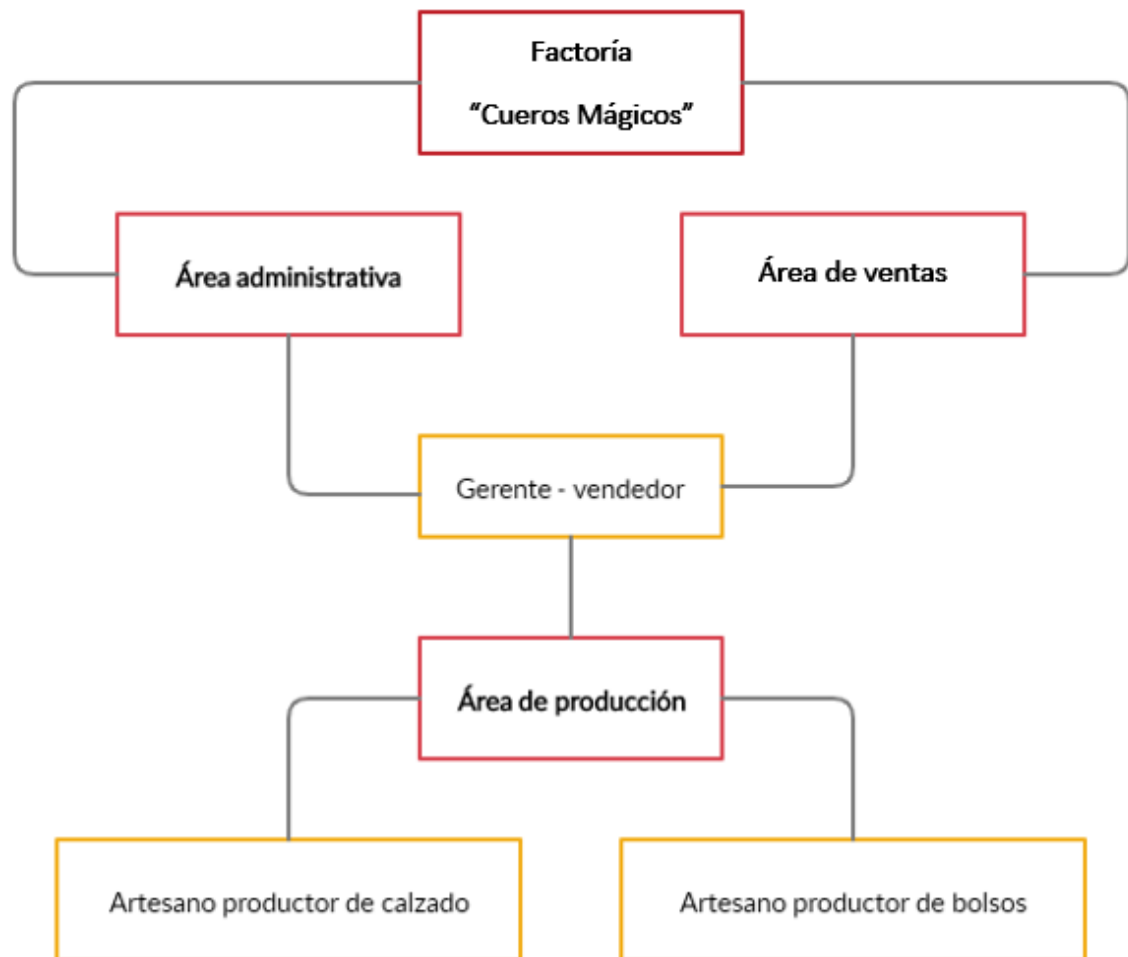 Factoría
“Cueros Mágicos”
Área administrativa
Área de ventas
Gerente - vendedor
Área de producción
Artesano productor de calzado
Artesano productor de bolsos